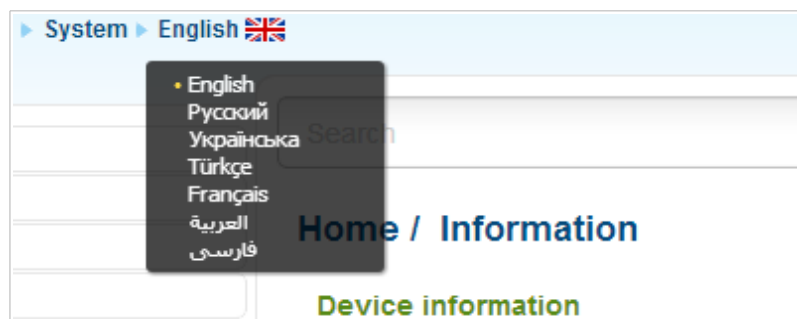 System English
• English
Русский
Українська
Türkçe
Français
العربية
فارسی
Search
Home / Information
Device information